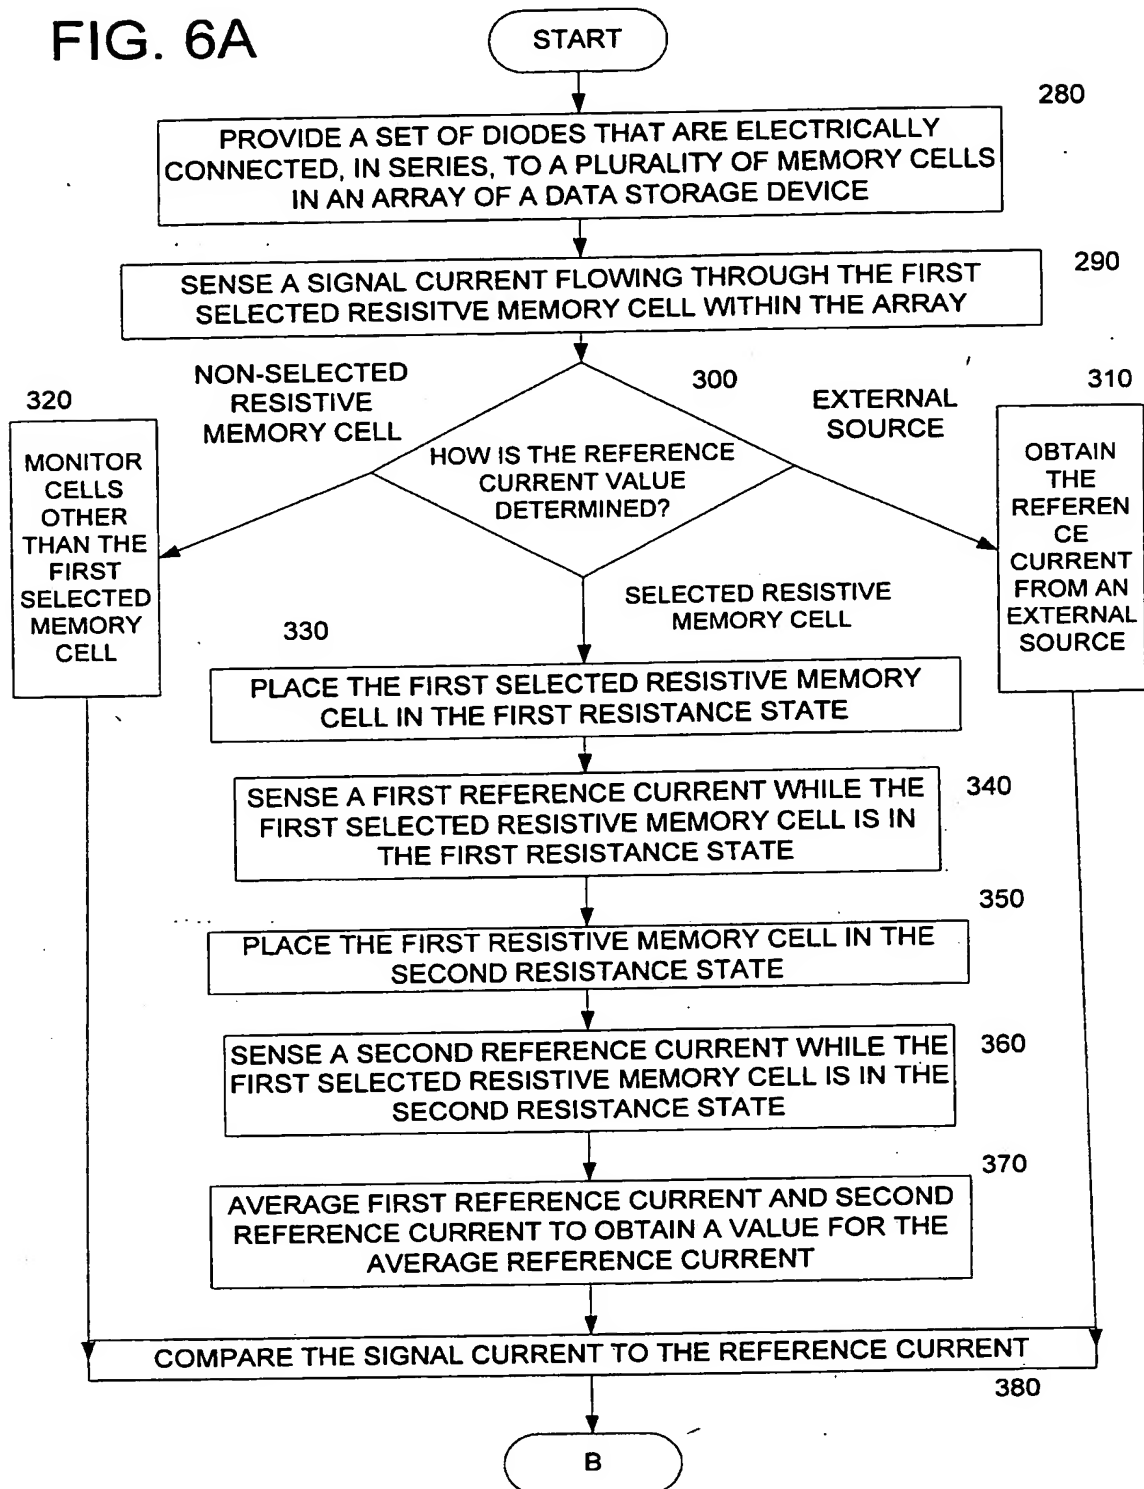 FIG. 6A
START
280
PROVIDE A SET OF DIODES THAT ARE ELECTRICALLY
CONNECTED, IN SERIES, TO A PLURALITY OF MEMORY CELLS
IN AN ARRAY OF A DATA STORAGE DEVICE
290
SENSE A SIGNAL CURRENT FLOWING THROUGH THE FIRST
SELECTED RESISITVE MEMORY CELL WITHIN THE ARRAY
300
HOW IS THE REFERENCE
CURRENT VALUE
DETERMINED?
NON-SELECTED
RESISTIVE
MEMORY CELL
320
MONITOR
CELLS
OTHER
THAN THE
FIRST
SELECTED
MEMORY
CELL
EXTERNAL
SOURCE
310
OBTAIN
THE
REFEREN
CE
CURRENT
FROM AN
EXTERNAL
SOURCE
SELECTED RESISTIVE
MEMORY CELL
330
PLACE THE FIRST SELECTED RESISTIVE MEMORY
CELL IN THE FIRST RESISTANCE STATE
340
SENSE A FIRST REFERENCE CURRENT WHILE THE
FIRST SELECTED RESISTIVE MEMORY CELL IS IN
THE FIRST RESISTANCE STATE
350
PLACE THE FIRST RESISTIVE MEMORY CELL IN THE
SECOND RESISTANCE STATE
360
SENSE A SECOND REFERENCE CURRENT WHILE THE
FIRST SELECTED RESISTIVE MEMORY CELL IS IN THE
SECOND RESISTANCE STATE
370
AVERAGE FIRST REFERENCE CURRENT AND SECOND
REFERENCE CURRENT TO OBTAIN A VALUE FOR THE
AVERAGE REFERENCE CURRENT
COMPARE THE SIGNAL CURRENT TO THE REFERENCE CURRENT
380
B